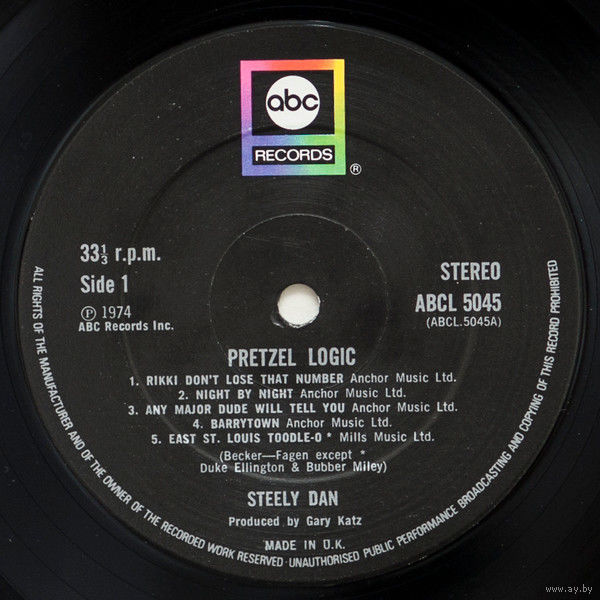 abc
RECORDS
®
33⅓ r.p.m.
Side 1
Ⓟ 1974
ABC Records Inc.
STEREO
ABCL 5045
(ABCL.5045A)
PRETZEL LOGIC
1. RIKKI DON'T LOSE THAT NUMBER Anchor Music Ltd.
2. NIGHT BY NIGHT Anchor Music Ltd.
3. ANY MAJOR DUDE WILL TELL YOU Anchor Music Ltd.
4. BARRYTOWN Anchor Music Ltd.
5. EAST ST. LOUIS TOODLE-O * Mills Music Ltd.
(Becker—Fagen except *
Duke Ellington & Bubber Miley)
STEELY DAN
Produced by Gary Katz
MADE IN U.K.
ALL RIGHTS OF THE MANUFACTURER AND OF THE OWNER OF THE RECORDED WORK RESERVED · UNAUTHORISED PUBLIC PERFORMANCE BROADCASTING AND COPYING OF THIS RECORD PROHIBITED
www.ay.by